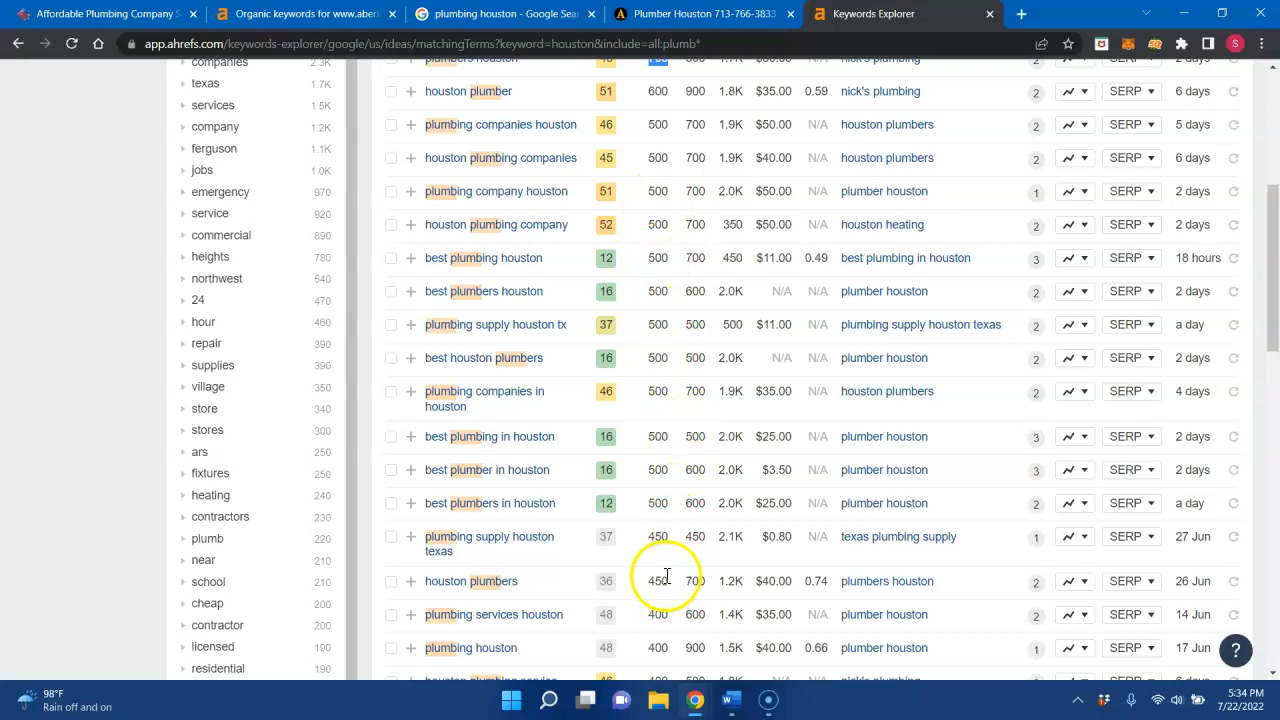 Affordable Plumbing Company S
Organic keywords for www.aberl
plumbing houston - Google Sea
Plumber Houston 713-766-3833
Keywords Explorer
app.ahrefs.com/keywords-explorer/google/us/ideas/matchingTerms?keyword=houston&include=all:plumb*
S
companies 2.3K
texas 1.7K
services 1.5K
company 1.2K
ferguson 1.1K
jobs 1.0K
emergency 970
service 920
commercial 890
heights 780
northwest 540
24 470
hour 460
repair 390
supplies 390
village 350
store 340
stores 300
ars 250
fixtures 250
heating 240
contractors 230
plumb 220
near 210
school 210
cheap 200
contractor 200
licensed 190
residential 190
plumbers houston nick's plumbing
houston plumber 51 600 900 1.8K $35.00 0.59 nick's plumbing 2 SERP 6 days
plumbing companies houston 46 500 700 1.9K $50.00 N/A houston plumbers 2 SERP 5 days
houston plumbing companies 45 500 700 1.9K $40.00 N/A houston plumbers 2 SERP 6 days
plumbing company houston 51 500 700 2.0K $50.00 N/A plumber houston 1 SERP 2 days
houston plumbing company 52 500 700 350 $50.00 N/A houston heating 2 SERP 2 days
best plumbing houston 12 500 700 450 $11.00 0.49 best plumbing in houston 3 SERP 18 hours
best plumbers houston 16 500 600 2.0K N/A N/A plumber houston 2 SERP 2 days
plumbing supply houston tx 37 500 500 500 $11.00 N/A plumbing supply houston texas 2 SERP a day
best houston plumbers 16 500 500 2.0K N/A N/A plumber houston 2 SERP 2 days
plumbing companies in 46 500 700 1.9K $35.00 N/A houston plumbers 2 SERP 4 days
houston
best plumbing in houston 16 500 500 2.0K $25.00 N/A plumber houston 3 SERP 2 days
best plumber in houston 16 500 600 2.0K $3.50 N/A plumber houston 3 SERP 2 days
best plumbers in houston 12 500 600 2.0K $25.00 N/A plumber houston 2 SERP a day
plumbing supply houston 37 450 450 2.1K $0.80 N/A texas plumbing supply 1 SERP 27 Jun
texas
houston plumbers 36 450 700 1.2K $40.00 0.74 plumbers houston 2 SERP 26 Jun
plumbing services houston 48 400 600 1.4K $35.00 N/A plumber houston 2 SERP 14 Jun
plumbing houston 48 400 900 1.5K $40.00 0.66 plumber houston 1 SERP 17 Jun
?
98°F
Rain off and on
5:34 PM
7/22/2022